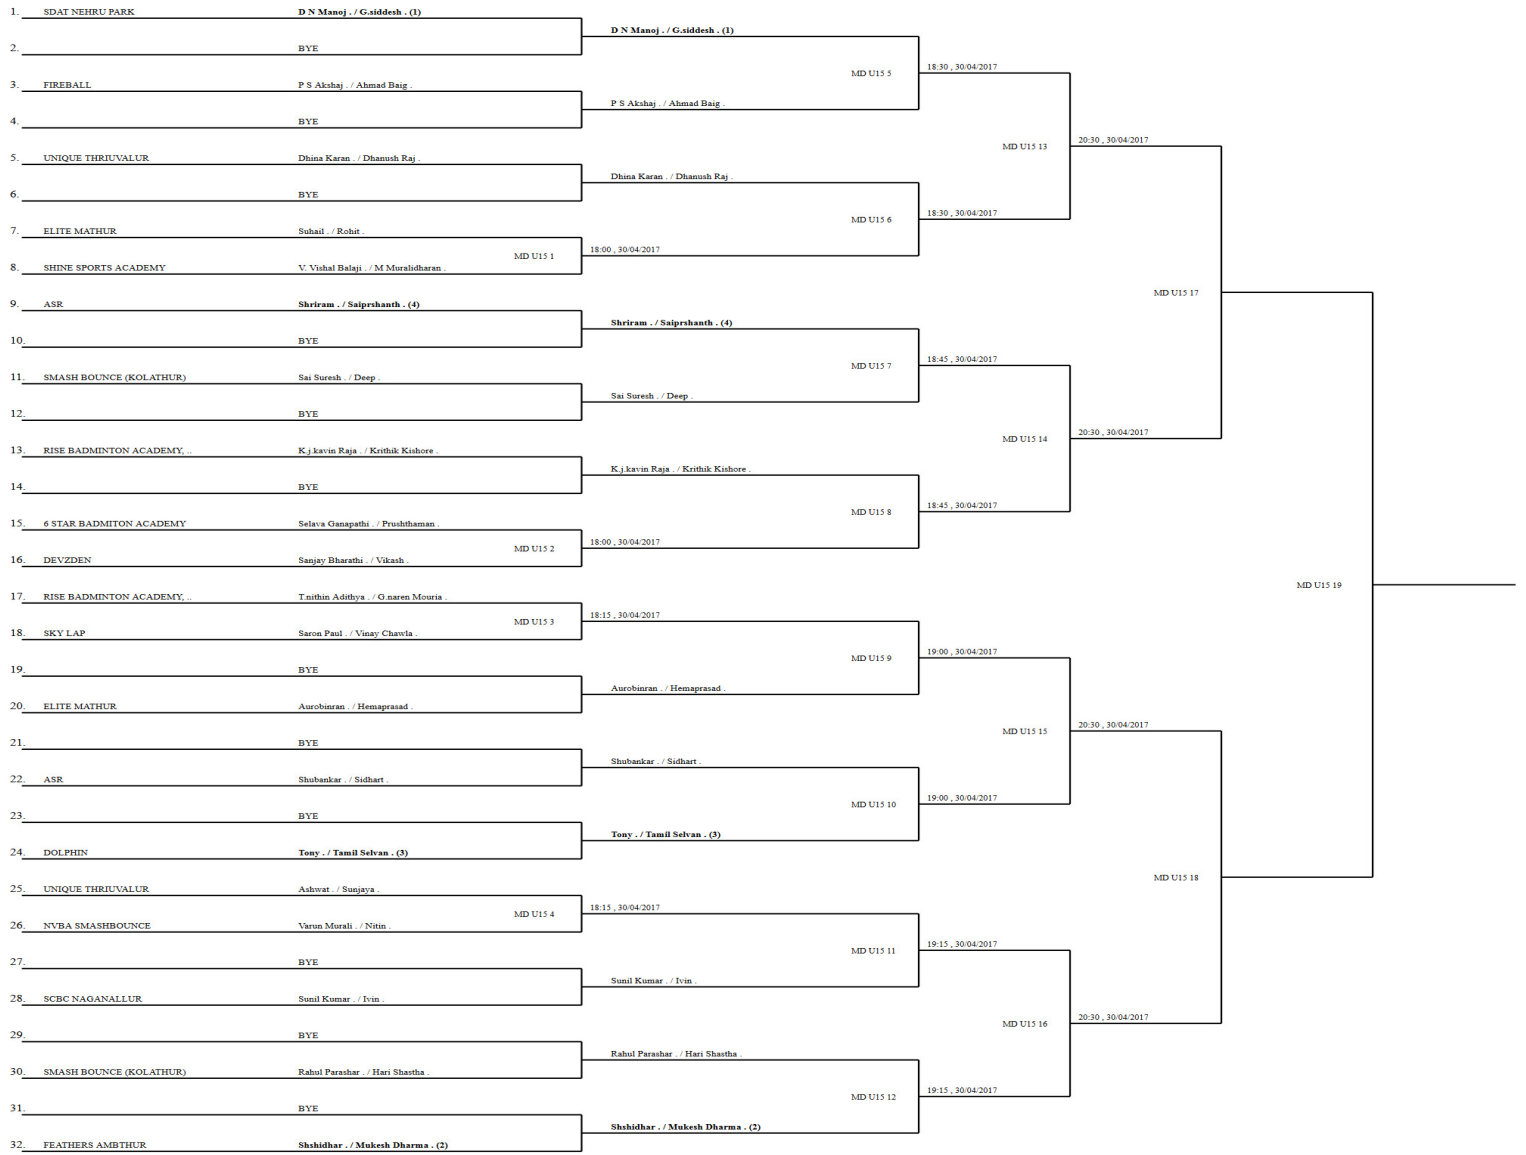 1. SDAT NEHRU PARK D N Manoj . / G.siddesh . (1)
D N Manoj . / G.siddesh . (1)
2. BYE
MD U15 5 18:30 , 30/04/2017
3. FIREBALL P S Akshaj . / Ahmad Baig .
P S Akshaj . / Ahmad Baig .
4. BYE
MD U15 13 20:30 , 30/04/2017
5. UNIQUE THRIUVALUR Dhina Karan . / Dhanush Raj .
Dhina Karan . / Dhanush Raj .
6. BYE
MD U15 6 18:30 , 30/04/2017
7. ELITE MATHUR Suhail . / Rohit .
MD U15 1 18:00 , 30/04/2017
8. SHINE SPORTS ACADEMY V. Vishal Balaji . / M Muralidharan .
MD U15 17
9. ASR Shriram . / Saiprshanth . (4)
Shriram . / Saiprshanth . (4)
10. BYE
MD U15 7 18:45 , 30/04/2017
11. SMASH BOUNCE (KOLATHUR) Sai Suresh . / Deep .
Sai Suresh . / Deep .
12. BYE
MD U15 14 20:30 , 30/04/2017
13. RISE BADMINTON ACADEMY, .. K.j.kavin Raja . / Krithik Kishore .
K.j.kavin Raja . / Krithik Kishore .
14. BYE
MD U15 8 18:45 , 30/04/2017
15. 6 STAR BADMITON ACADEMY Selava Ganapathi . / Prushthaman .
MD U15 2 18:00 , 30/04/2017
16. DEVZDEN Sanjay Bharathi . / Vikash .
MD U15 19
17. RISE BADMINTON ACADEMY, .. T.nithin Adithya . / G.naren Mouria .
MD U15 3 18:15 , 30/04/2017
18. SKY LAP Saron Paul . / Vinay Chawla .
MD U15 9 19:00 , 30/04/2017
19. BYE
Aurobinran . / Hemaprasad .
20. ELITE MATHUR Aurobinran . / Hemaprasad .
MD U15 15 20:30 , 30/04/2017
21. BYE
Shubankar . / Sidhart .
22. ASR Shubankar . / Sidhart .
MD U15 10 19:00 , 30/04/2017
23. BYE
Tony . / Tamil Selvan . (3)
24. DOLPHIN Tony . / Tamil Selvan . (3)
MD U15 18
25. UNIQUE THRIUVALUR Ashwat . / Sunjaya .
MD U15 4 18:15 , 30/04/2017
26. NVBA SMASHBOUNCE Varun Murali . / Nitin .
MD U15 11 19:15 , 30/04/2017
27. BYE
Sunil Kumar . / Ivin .
28. SCBC NAGANALLUR Sunil Kumar . / Ivin .
MD U15 16 20:30 , 30/04/2017
29. BYE
Rahul Parashar . / Hari Shastha .
30. SMASH BOUNCE (KOLATHUR) Rahul Parashar . / Hari Shastha .
MD U15 12 19:15 , 30/04/2017
31. BYE
Shshidhar . / Mukesh Dharma . (2)
32. FEATHERS AMBTHUR Shshidhar . / Mukesh Dharma . (2)